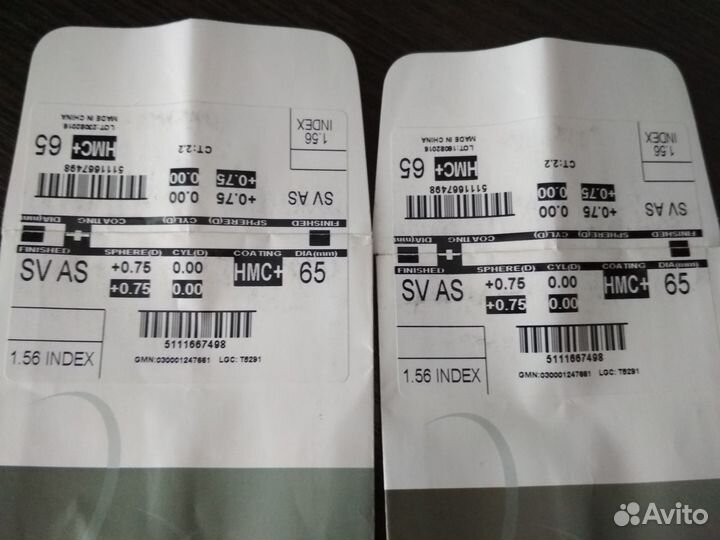 1.56
INDEX
LOT:23082016
MADE IN CHINA
65 HMC+
CT:2.2
5111667498
0.00 +0.75
0.00 +0.75
SV AS
DIA(mm) COATING CYL(D) SPHERE(D) FINISHED
FINISHED SPHERE(D) CYL(D) COATING DIA(mm)
SV AS +0.75 0.00 HMC+ 65
+0.75 0.00
5111667498
1.56 INDEX
GMN:030001247661 LGC: T5291
1.56
INDEX
LOT:16082016
MADE IN CHINA
65 HMC+
CT:2.2
5111667498
0.00 +0.75
0.00 +0.75
SV AS
DIA(mm) COATING CYL(D) SPHERE(D) FINISHED
FINISHED SPHERE(D) CYL(D) COATING DIA(mm)
SV AS +0.75 0.00 HMC+ 65
+0.75 0.00
5111667498
1.56 INDEX
GMN:030001247661 LGC: T5291
Avito